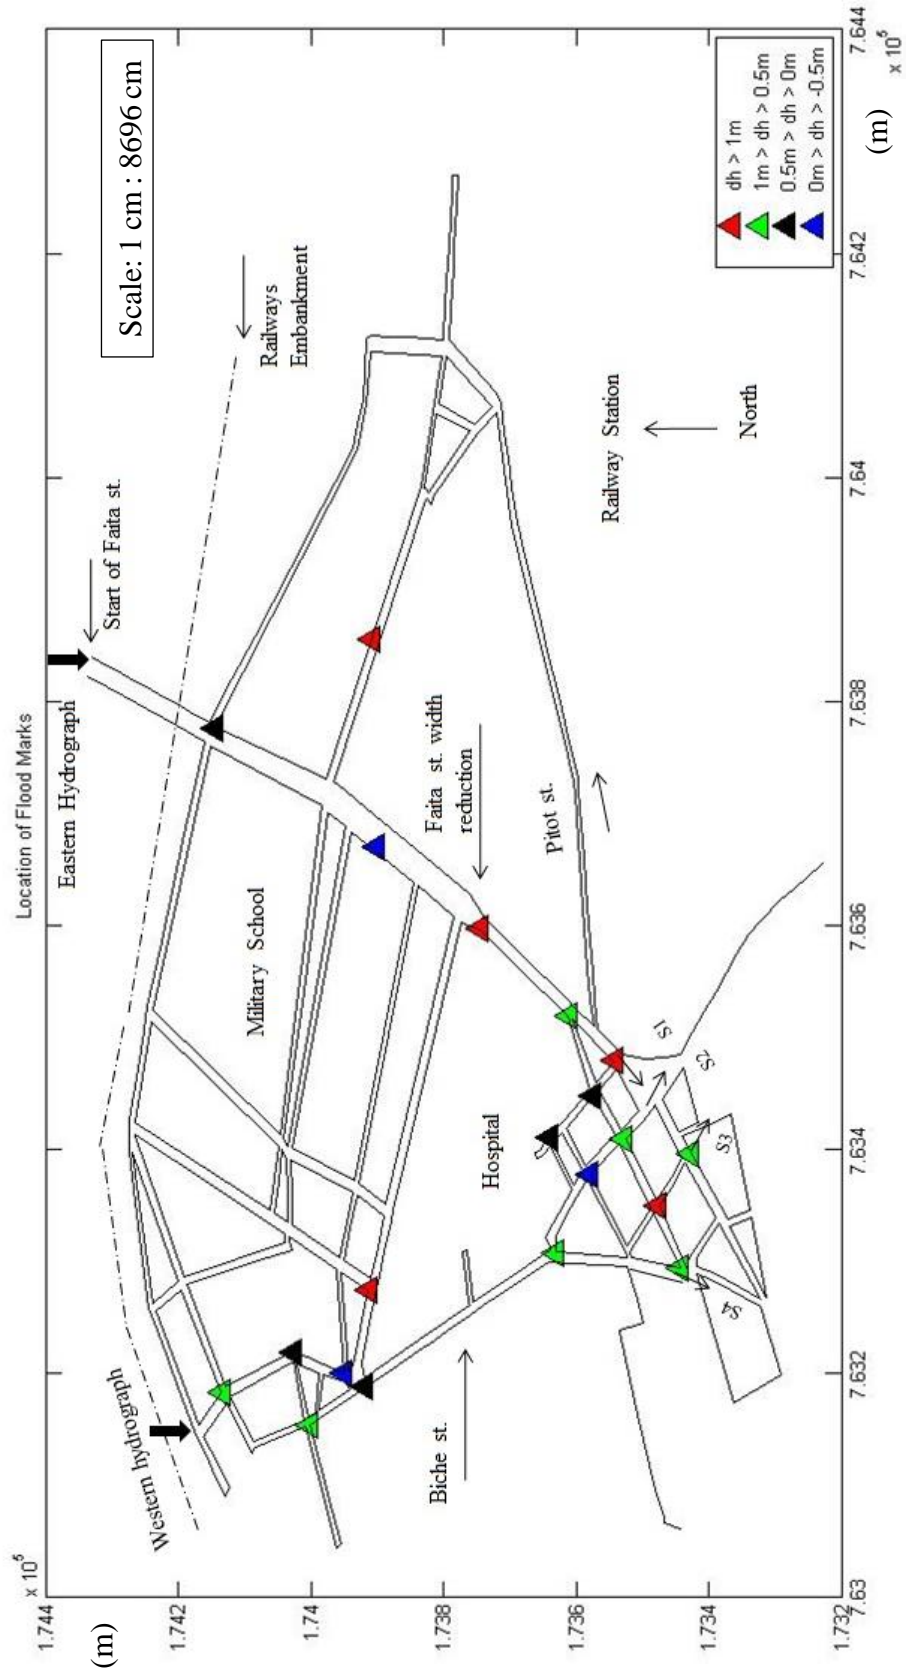 Location of Flood Marks
x 10⁵
(m)
1.744
1.742
1.74
1.738
1.736
1.734
1.732
Western hydrograph
Eastern Hydrograph
Start of Faita st.
Scale: 1 cm : 8696 cm
Railways
Embankment
Military School
Faita st. width
reduction
Biche st.
Hospital
Pitot st.
Railway Station
North
S1
S2
S3
S4
dh > 1m
1m > dh > 0.5m
0.5m > dh > 0m
0m > dh > -0.5m
7.63
7.632
7.634
7.636
7.638
7.64
7.642
7.644
(m)
x 10⁵